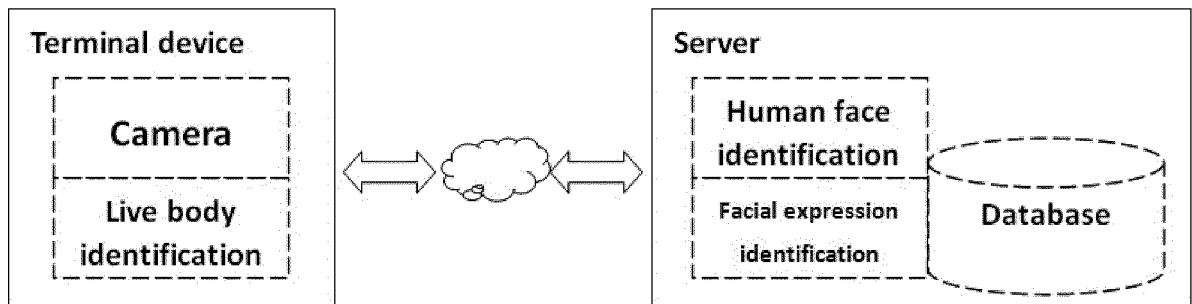 Terminal device
Camera
Live body
identification
Server
Human face
identification
Facial expression
identification
Database